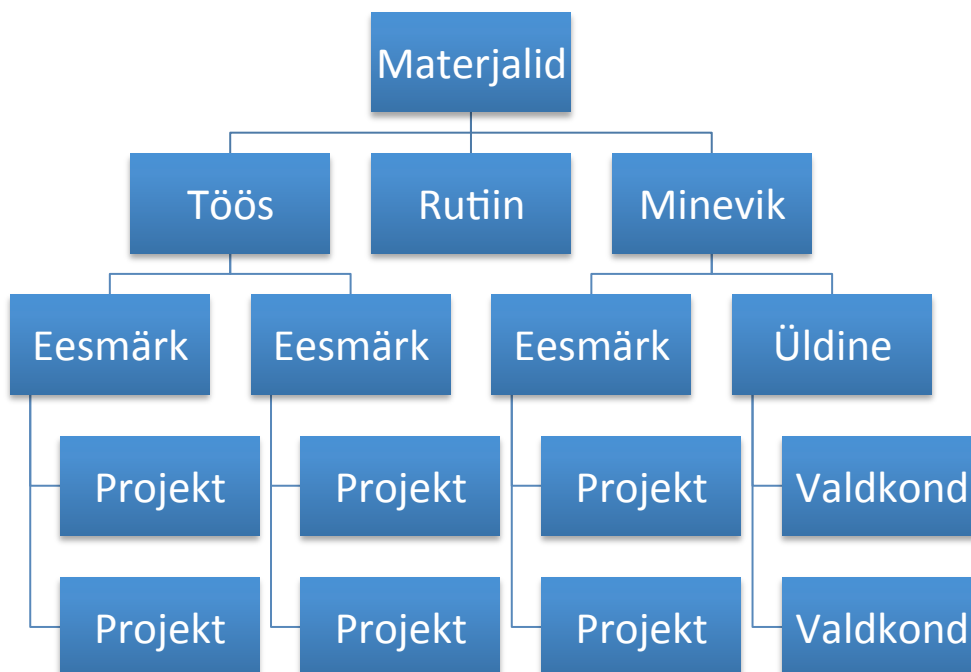 Materjalid
Töös
Rutiin
Minevik
Eesmärk
Eesmärk
Eesmärk
Üldine
Projekt
Projekt
Projekt
Valdkond
Projekt
Projekt
Projekt
Valdkond